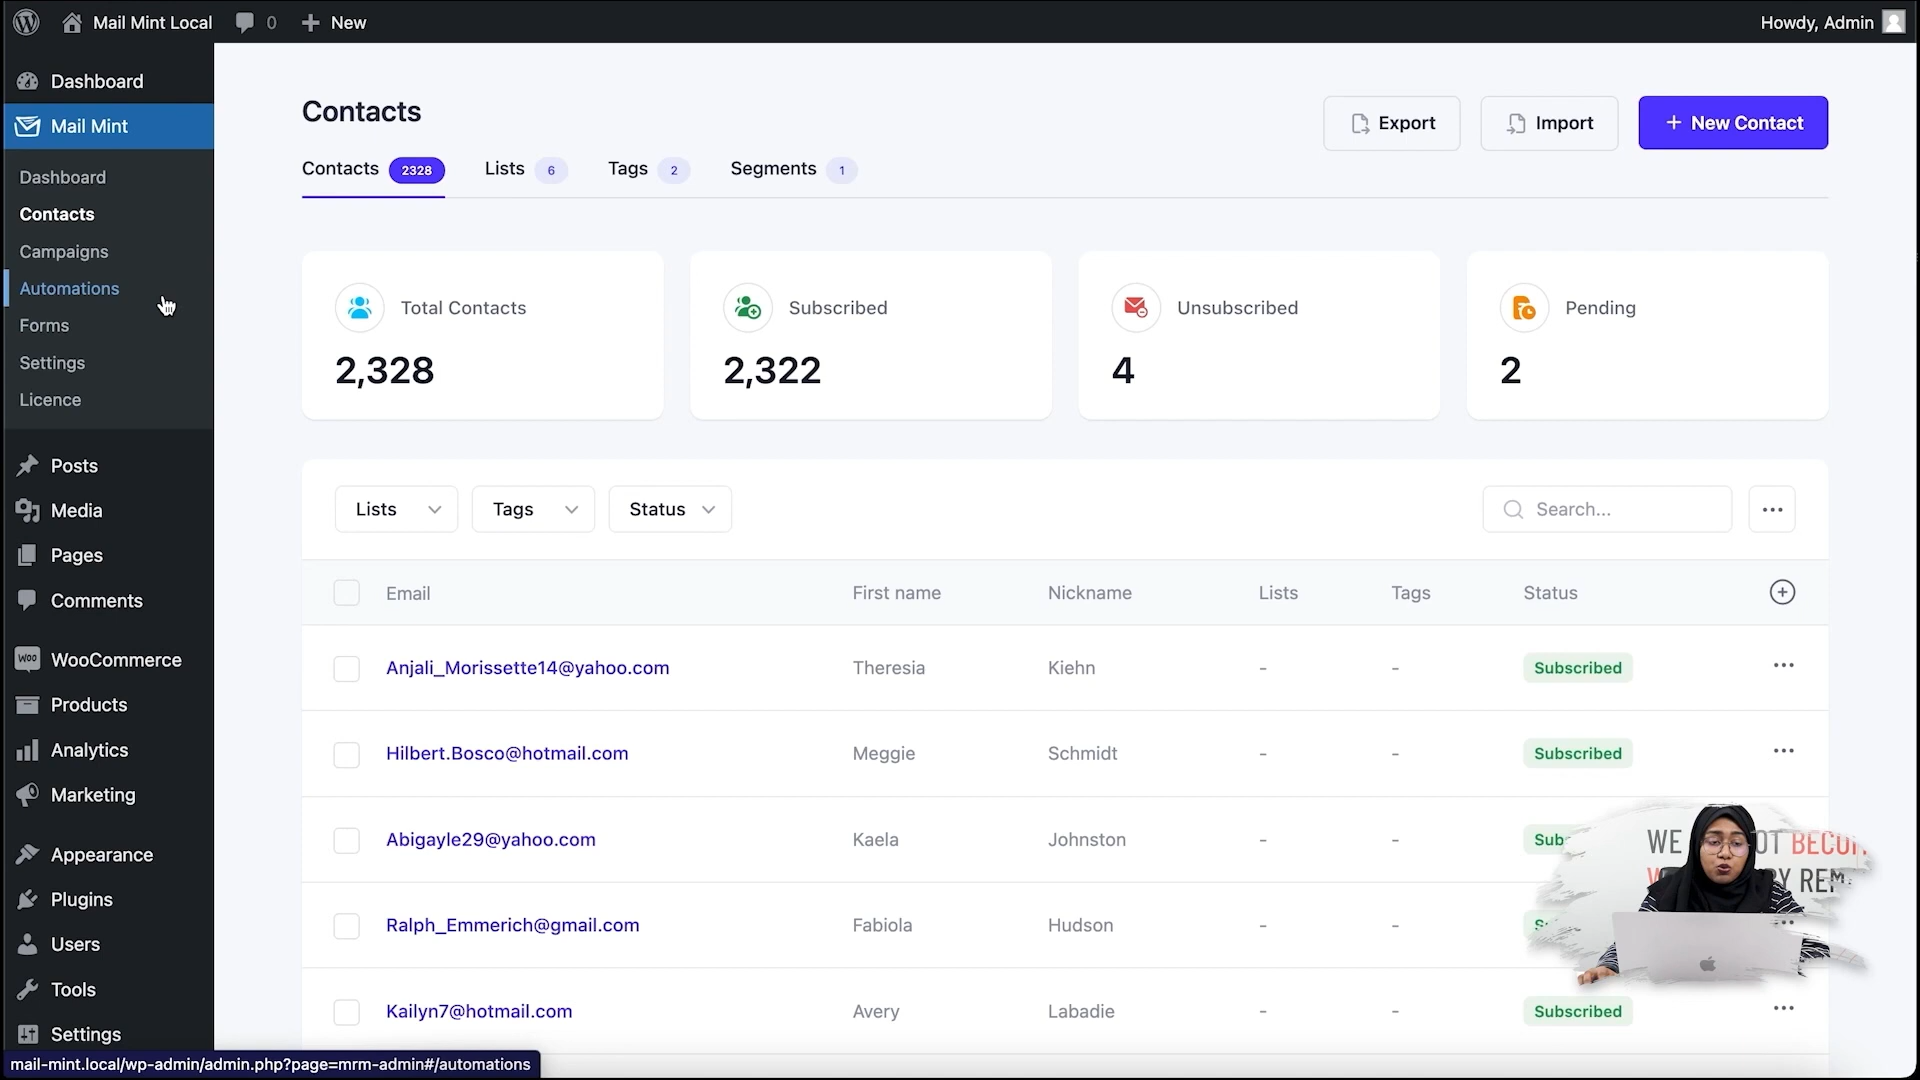 Mail Mint Local
0
New
Howdy, Admin
Dashboard
Mail Mint
Dashboard
Contacts
Campaigns
Automations
Forms
Settings
Licence
Posts
Media
Pages
Comments
WOO WooCommerce
Products
Analytics
Marketing
Appearance
Plugins
Users
Tools
Settings
Contacts
Export
Import
+ New Contact
Contacts 2328
Lists 6
Tags 2
Segments 1
Total Contacts
2,328
Subscribed
2,322
Unsubscribed
4
Pending
2
Lists
Tags
Status
Search...
Email First name Nickname Lists Tags Status
Anjali_Morissette14@yahoo.com Theresia Kiehn - - Subscribed
Hilbert.Bosco@hotmail.com Meggie Schmidt - - Subscribed
Abigayle29@yahoo.com Kaela Johnston - -
Ralph_Emmerich@gmail.com Fabiola Hudson - -
Kailyn7@hotmail.com Avery Labadie - - Subscribed
WE
mail-mint.local/wp-admin/admin.php?page=mrm-admin#/automations